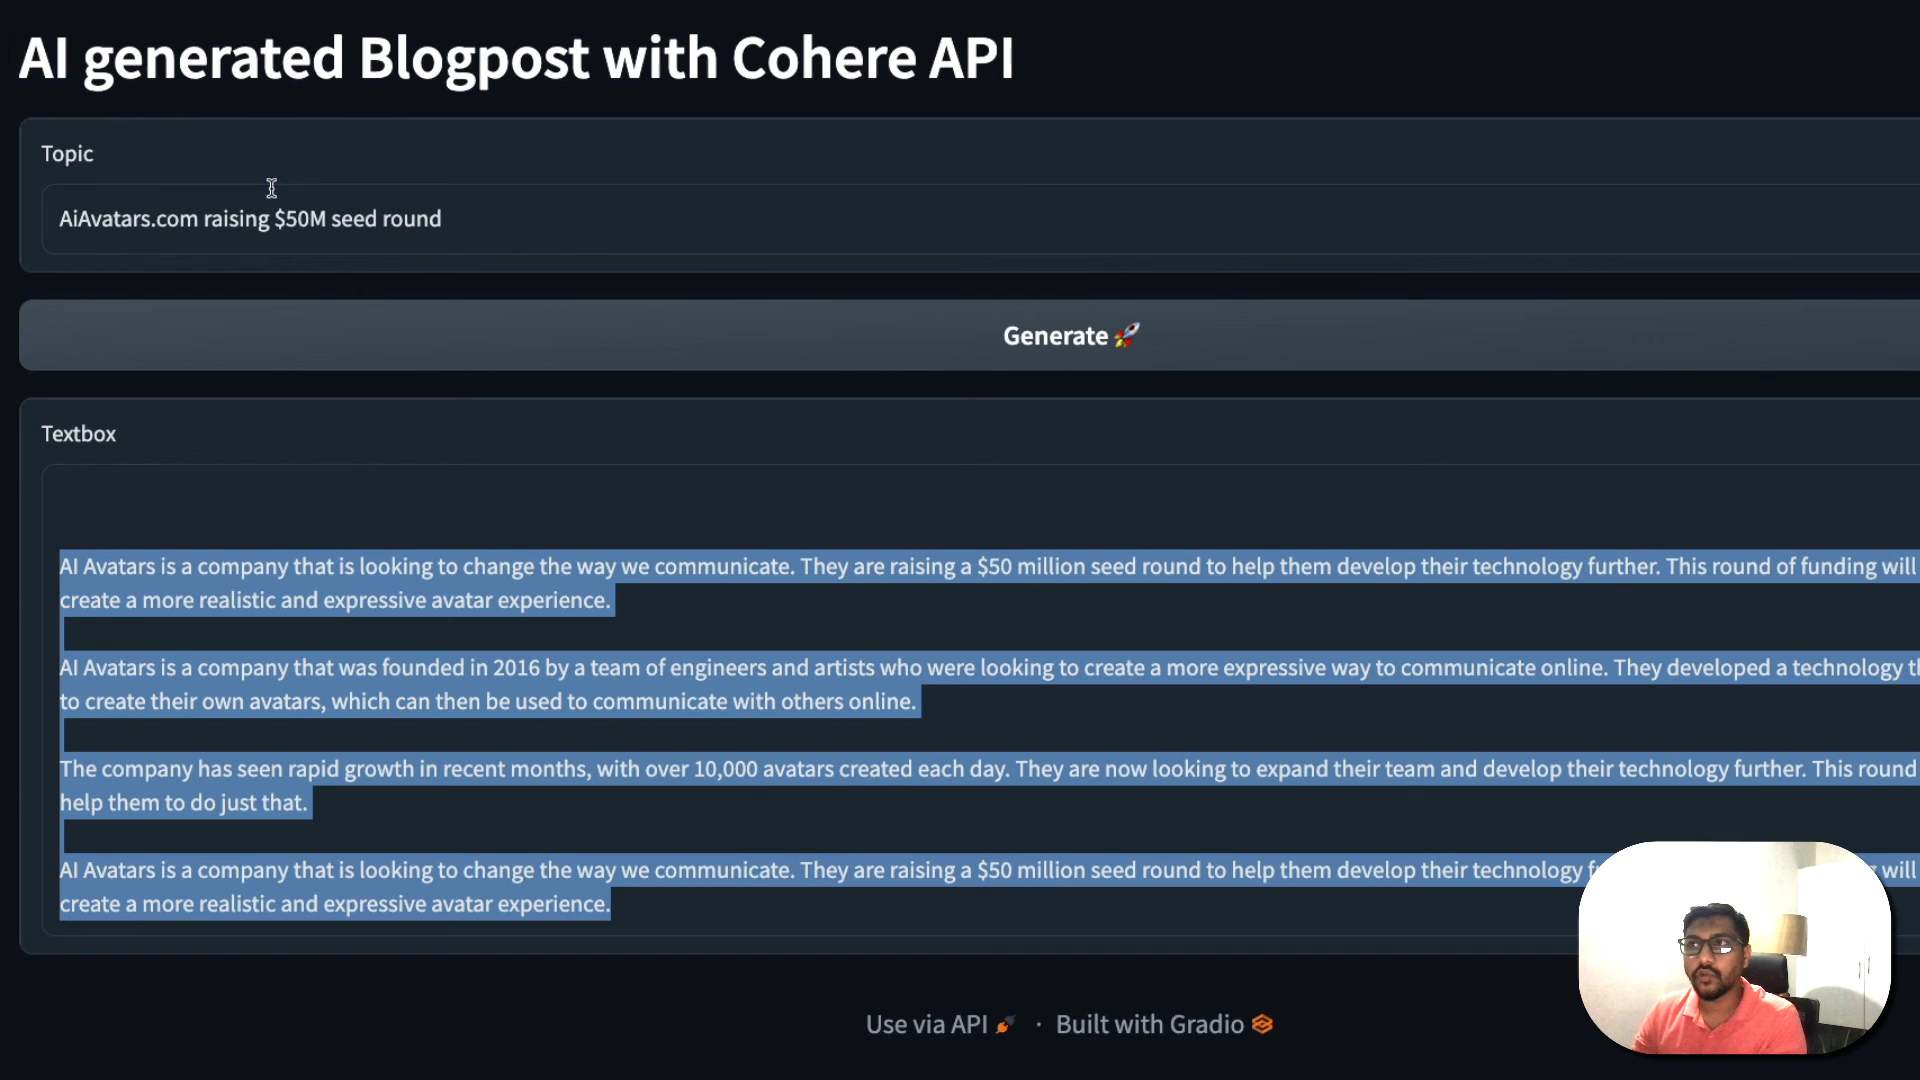 AI generated Blogpost with Cohere API
Topic
AiAvatars.com raising $50M seed round
Generate 🚀
Textbox
AI Avatars is a company that is looking to change the way we communicate. They are raising a $50 million seed round to help them develop their technology further. This round of funding will
create a more realistic and expressive avatar experience.
AI Avatars is a company that was founded in 2016 by a team of engineers and artists who were looking to create a more expressive way to communicate online. They developed a technology
to create their own avatars, which can then be used to communicate with others online.
The company has seen rapid growth in recent months, with over 10,000 avatars created each day. They are now looking to expand their team and develop their technology further. This round
help them to do just that.
AI Avatars is a company that is looking to change the way we communicate. They are raising a $50 million seed round to help them develop their technology will
create a more realistic and expressive avatar experience.
Use via API · Built with Gradio